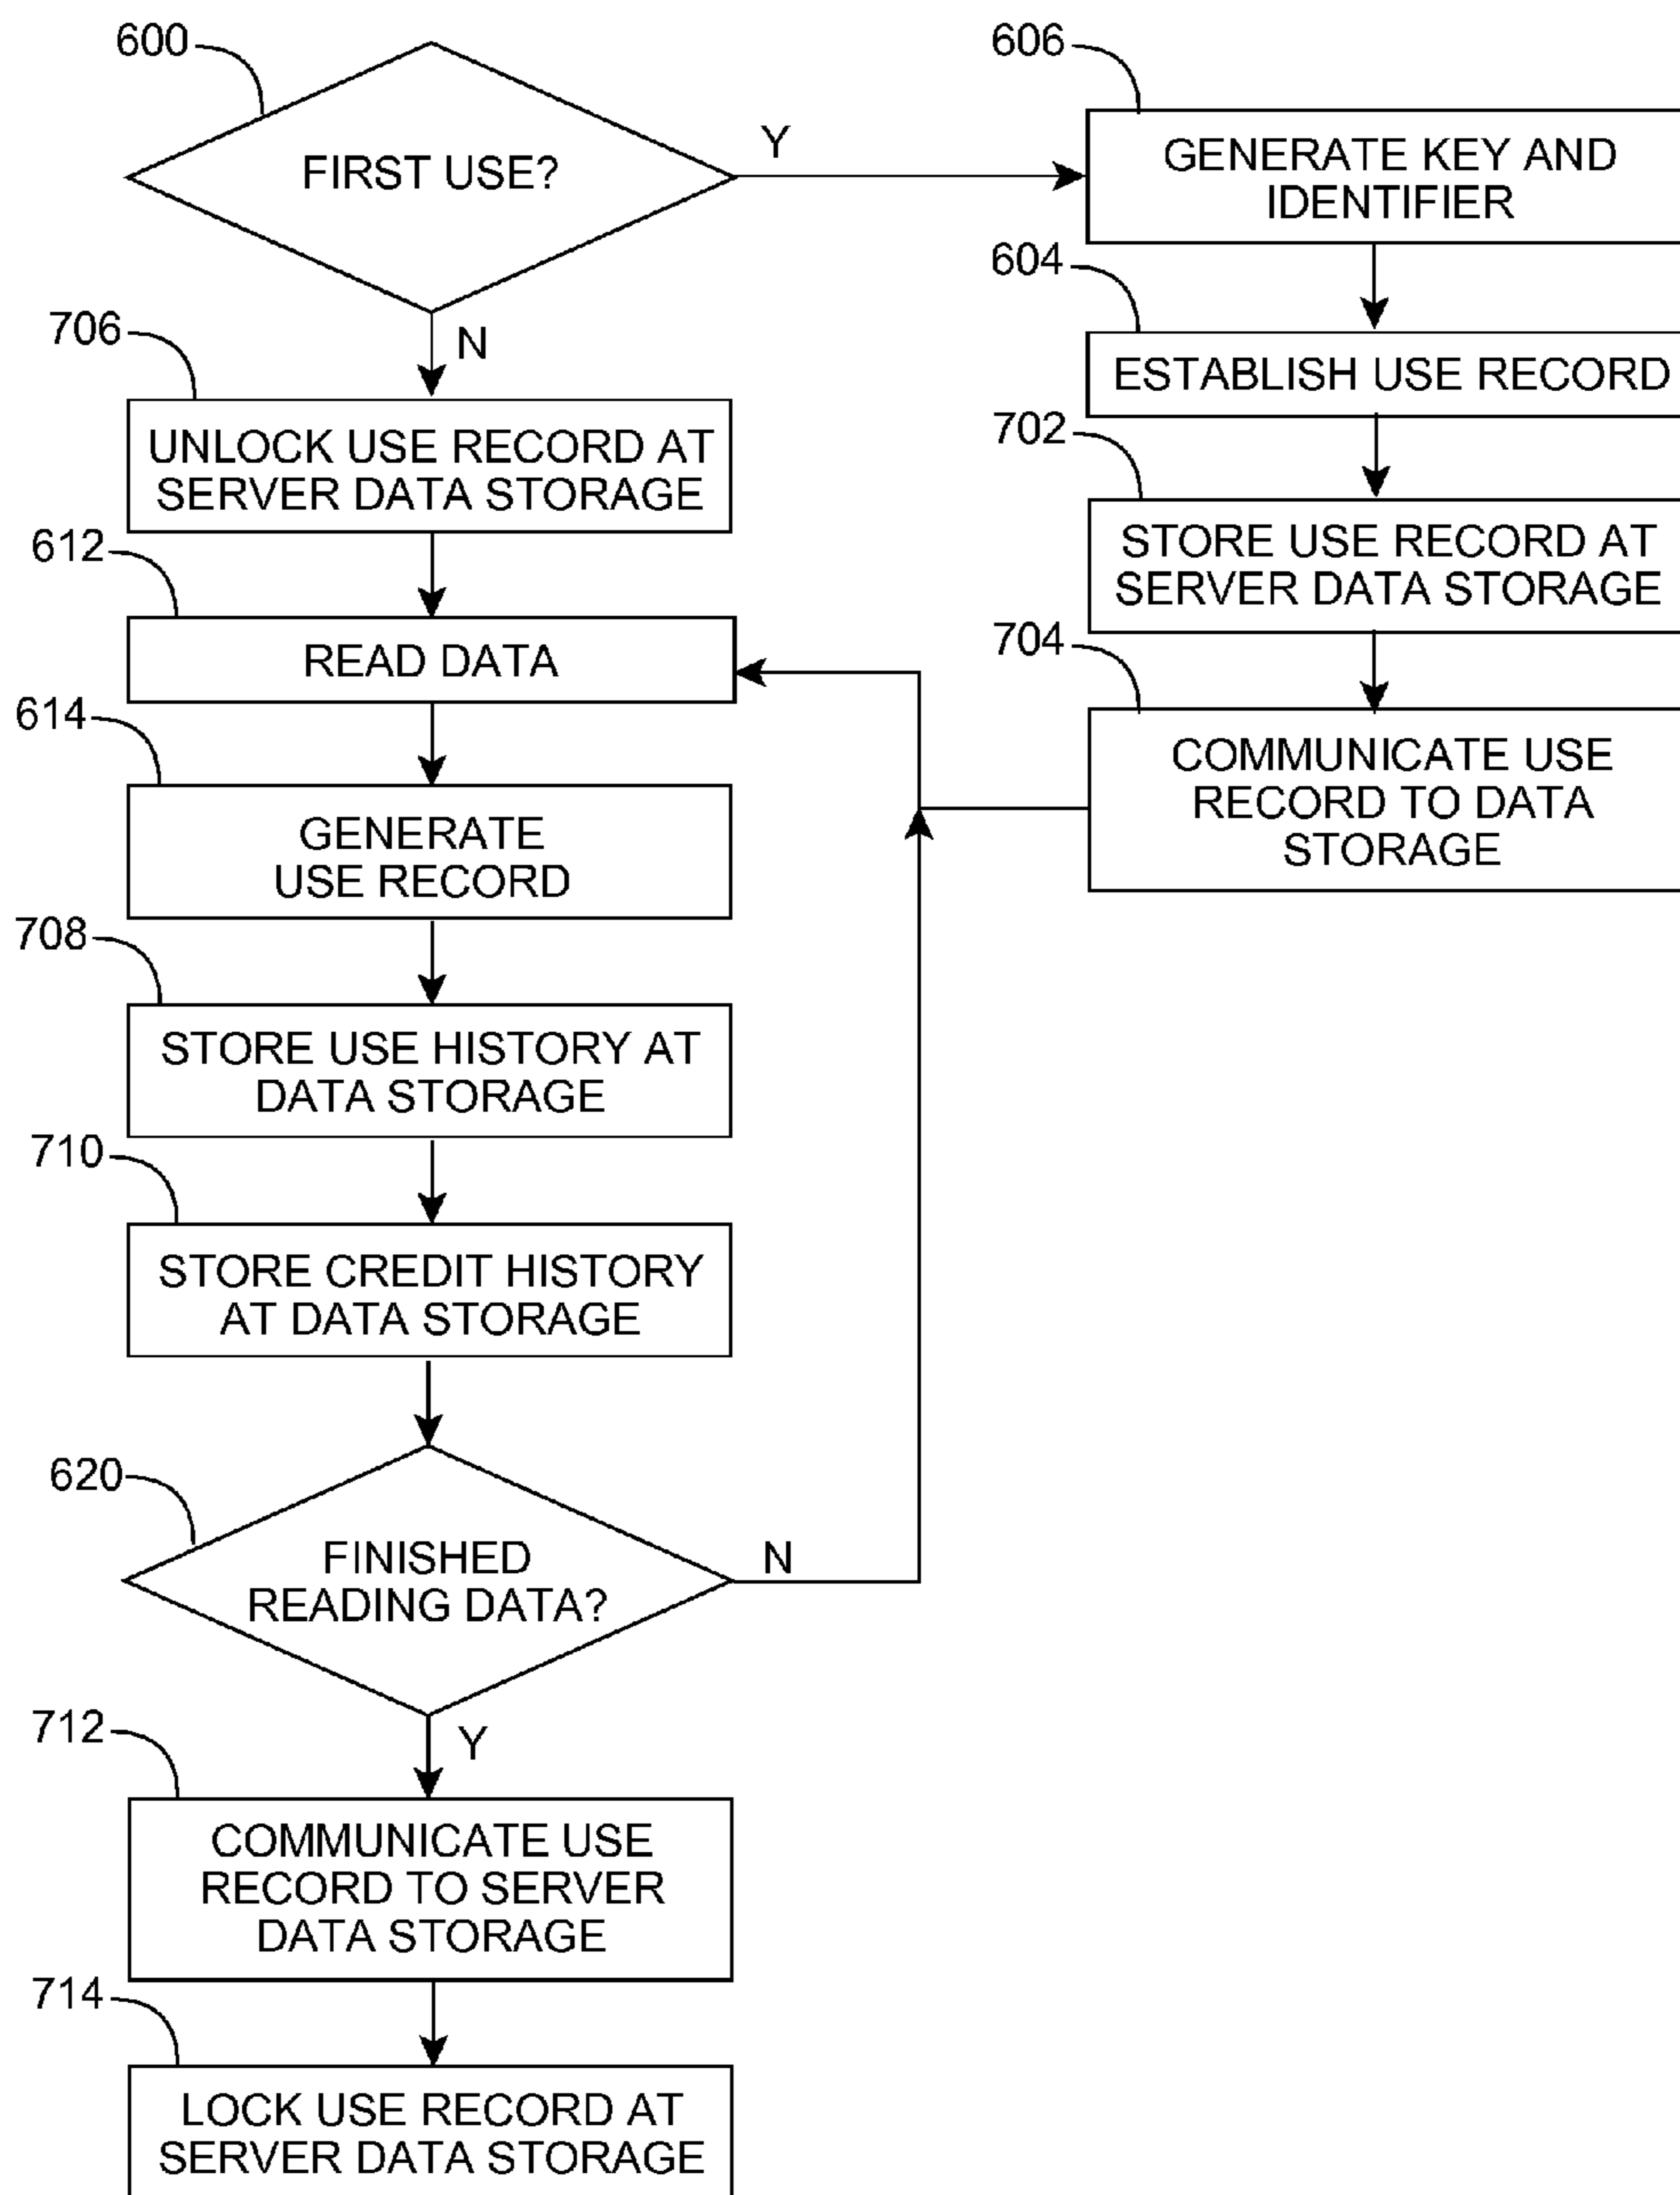 600
FIRST USE?
Y
N
606
GENERATE KEY AND
IDENTIFIER
604
ESTABLISH USE RECORD
702
STORE USE RECORD AT
SERVER DATA STORAGE
704
COMMUNICATE USE
RECORD TO DATA
STORAGE
706
UNLOCK USE RECORD AT
SERVER DATA STORAGE
612
READ DATA
614
GENERATE
USE RECORD
708
STORE USE HISTORY AT
DATA STORAGE
710
STORE CREDIT HISTORY
AT DATA STORAGE
620
FINISHED
READING DATA?
N
Y
712
COMMUNICATE USE
RECORD TO SERVER
DATA STORAGE
714
LOCK USE RECORD AT
SERVER DATA STORAGE